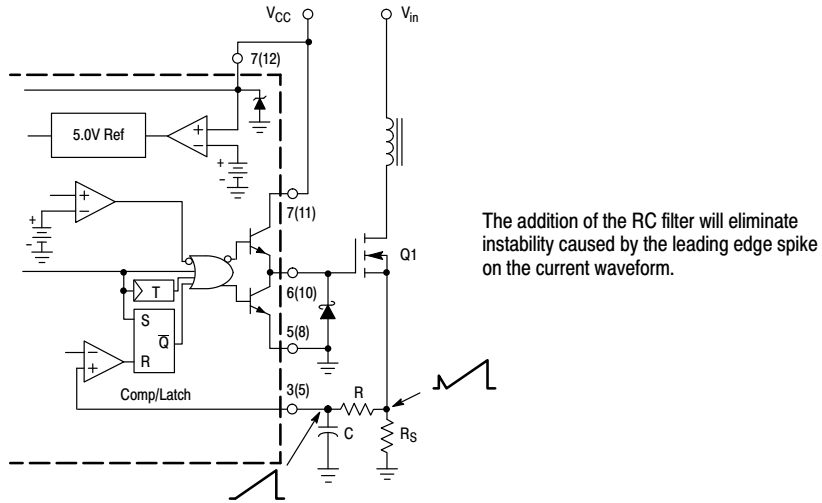 VCC
Vin
7(12)
5.0V Ref
+
-
+
-
7(11)
+
-
+
-
Q1
The addition of the RC filter will eliminate
instability caused by the leading edge spike
on the current waveform.
T
6(10)
S
Q
R
5(8)
-
+
Comp/Latch
3(5)
R
C
RS